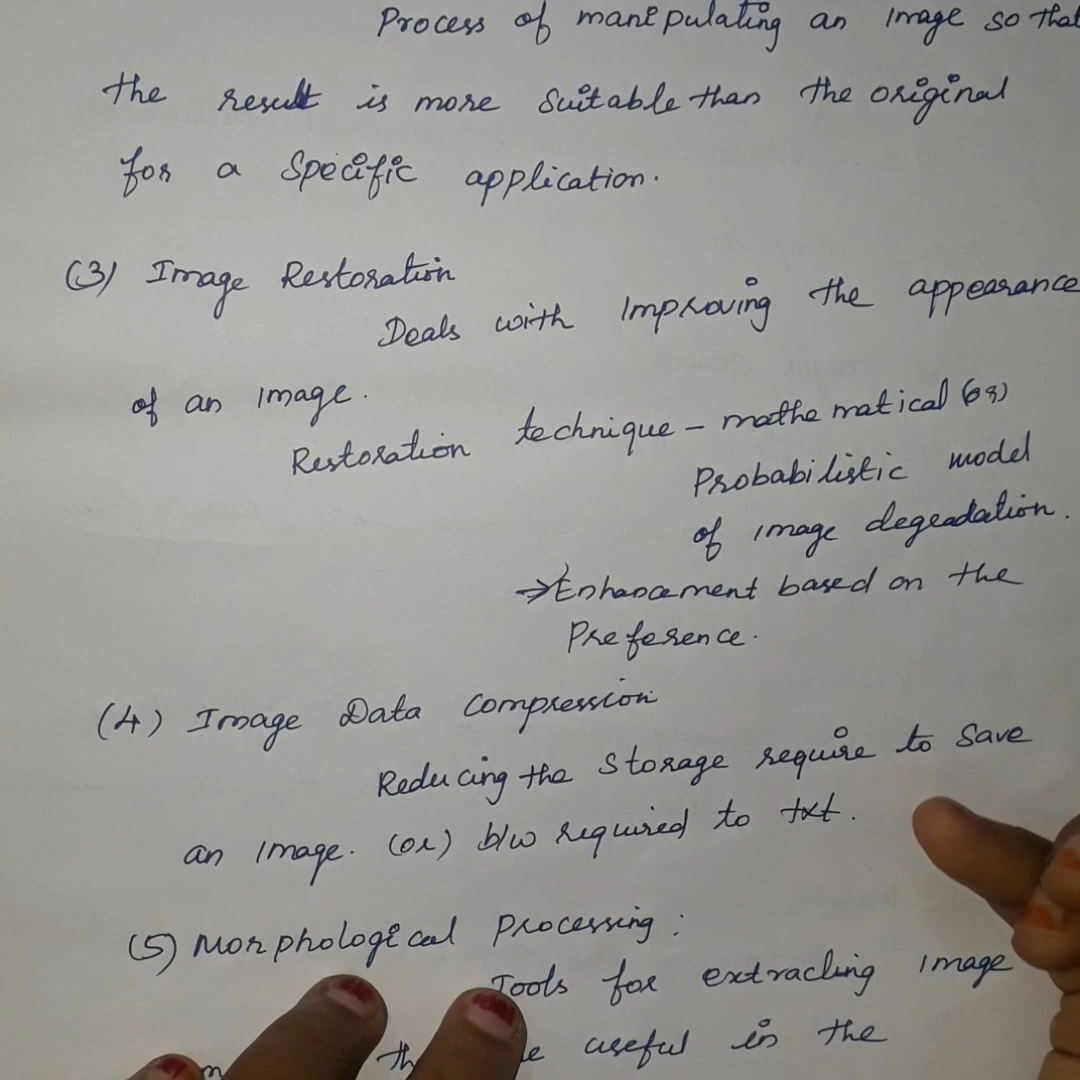 Process of manipulating an image so that
the result is more suitable than the original
for a specific application.
(3) Image Restoration
Deals with Improving the appearance
of an image.
Restoration technique - mathematical (or)
Probabilistic model
of image degradation.
→ Enhancement based on the
Preference.
(4) Image Data Compression
Reducing the storage require to save
an image. (or) b/w required to txt.
(5) Morphological Processing:
Tools for extracting image
useful in the